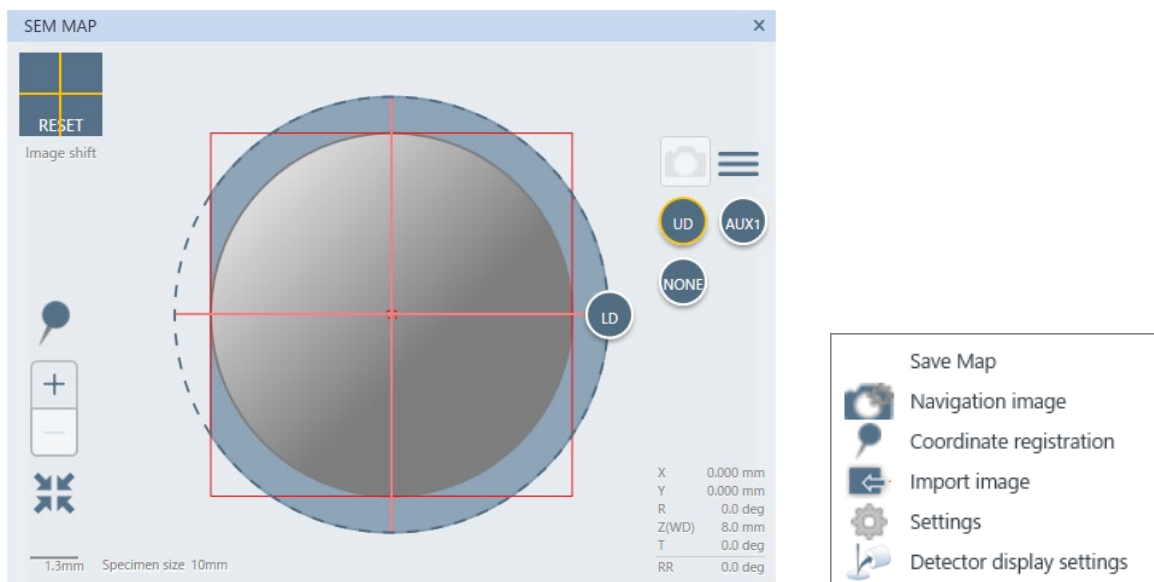 SEM MAP
RESET
Image shift
UD
AUX1
NONE
LD
X 0.000 mm
Y 0.000 mm
R 0.0 deg
Z(WD) 8.0 mm
T 0.0 deg
RR 0.0 deg
1.3mm Specimen size 10mm
Save Map
Navigation image
Coordinate registration
Import image
Settings
Detector display settings